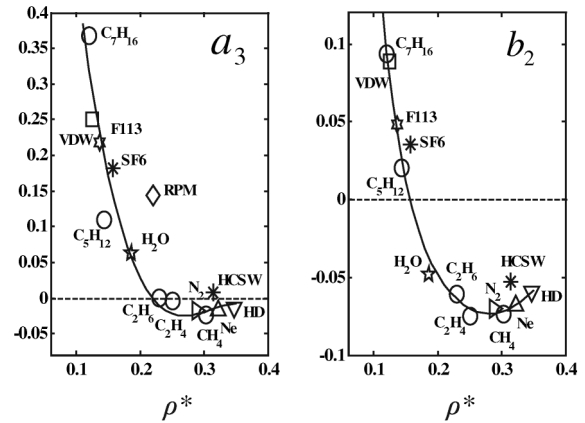 a₃
0.4
0.35
0.3
0.25
0.2
0.15
0.1
0.05
0
-0.05
C₇H₁₆
VDW
F113
SF6
RPM
C₅H₁₂
H₂O
N₂
HCSW
C₂H₆
C₂H₄
CH₄
Ne
HD
0.1
0.2
0.3
0.4
ρ*
b₂
0.1
0.05
0
-0.05
-0.1
C₇H₁₆
VDW
F113
SF6
C₅H₁₂
H₂O
C₂H₆
HCSW
N₂
HD
C₂H₄
Ne
CH₄
0.1
0.2
0.3
0.4
ρ*